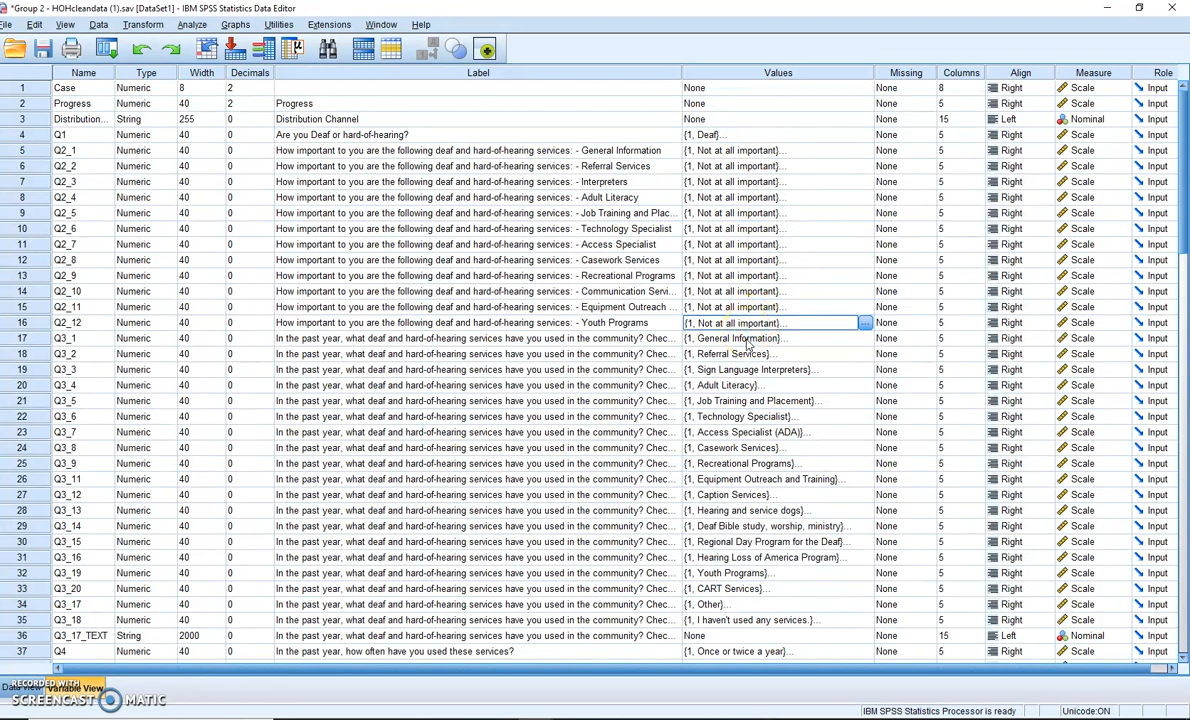 *Group 2 - HOHcleandata (1).sav [DataSet1] - IBM SPSS Statistics Data Editor
File Edit View Data Transform Analyze Graphs Utilities Extensions Window Help
Name Type Width Decimals Label Values Missing Columns Align Measure Role
1 Case Numeric 8 2 None None 8 Right Scale Input
2 Progress Numeric 40 2 Progress None None 5 Right Scale Input
3 Distribution... String 255 Distribution Channel None None 15 Left Nominal Input
4 Q1 Numeric 40 0 Are you Deaf or hard-of-hearing? {1, Deaf}... None 5 Right Scale Input
5 Q2_1 Numeric 40 0 How important to you are the following deaf and hard-of-hearing services: - General Information {1, Not at all important}... None 5 Right Scale Input
6 Q2_2 Numeric 40 0 How important to you are the following deaf and hard-of-hearing services: - Referral Services {1, Not at all important}... None 5 Right Scale Input
7 Q2_3 Numeric 40 0 How important to you are the following deaf and hard-of-hearing services: - Interpreters {1, Not at all important}... None 5 Right Scale Input
8 Q2_4 Numeric 40 0 How important to you are the following deaf and hard-of-hearing services: - Adult Literacy {1, Not at all important}... None 5 Right Scale Input
9 Q2_5 Numeric 40 0 How important to you are the following deaf and hard-of-hearing services: - Job Training and Plac... {1, Not at all important}... None 5 Right Scale Input
10 Q2_6 Numeric 40 0 How important to you are the following deaf and hard-of-hearing services: - Technology Specialist {1, Not at all important}... None 5 Right Scale Input
11 Q2_7 Numeric 40 0 How important to you are the following deaf and hard-of-hearing services: - Access Specialist {1, Not at all important}... None 5 Right Scale Input
12 Q2_8 Numeric 40 0 How important to you are the following deaf and hard-of-hearing services: - Casework Services {1, Not at all important}... None 5 Right Scale Input
13 Q2_9 Numeric 40 0 How important to you are the following deaf and hard-of-hearing services: - Recreational Programs {1, Not at all important}... None 5 Right Scale Input
14 Q2_10 Numeric 40 0 How important to you are the following deaf and hard-of-hearing services: - Communication Servi... {1, Not at all important}... None 5 Right Scale Input
15 Q2_11 Numeric 40 0 How important to you are the following deaf and hard-of-hearing services: - Equipment Outreach ... {1, Not at all important}... None 5 Right Scale Input
16 Q2_12 Numeric 40 0 How important to you are the following deaf and hard-of-hearing services: - Youth Programs {1, Not at all important}... ... None 5 Right Scale Input
17 Q3_1 Numeric 40 0 In the past year, what deaf and hard-of-hearing services have you used in the community? Chec... {1, General Information}... None 5 Right Scale Input
18 Q3_2 Numeric 40 0 In the past year, what deaf and hard-of-hearing services have you used in the community? Chec... {1, Referral Services}... None 5 Right Scale Input
19 Q3_3 Numeric 40 0 In the past year, what deaf and hard-of-hearing services have you used in the community? Chec... {1, Sign Language Interpreters}... None 5 Right Scale Input
20 Q3_4 Numeric 40 0 In the past year, what deaf and hard-of-hearing services have you used in the community? Chec... {1, Adult Literacy}... None 5 Right Scale Input
21 Q3_5 Numeric 40 0 In the past year, what deaf and hard-of-hearing services have you used in the community? Chec... {1, Job Training and Placement}... None 5 Right Scale Input
22 Q3_6 Numeric 40 0 In the past year, what deaf and hard-of-hearing services have you used in the community? Chec... {1, Technology Specialist}... None 5 Right Scale Input
23 Q3_7 Numeric 40 0 In the past year, what deaf and hard-of-hearing services have you used in the community? Chec... {1, Access Specialist (ADA)}... None 5 Right Scale Input
24 Q3_8 Numeric 40 0 In the past year, what deaf and hard-of-hearing services have you used in the community? Chec... {1, Casework Services}... None 5 Right Scale Input
25 Q3_9 Numeric 40 0 In the past year, what deaf and hard-of-hearing services have you used in the community? Chec... {1, Recreational Programs}... None 5 Right Scale Input
26 Q3_11 Numeric 40 0 In the past year, what deaf and hard-of-hearing services have you used in the community? Chec... {1, Equipment Outreach and Training}... None 5 Right Scale Input
27 Q3_12 Numeric 40 0 In the past year, what deaf and hard-of-hearing services have you used in the community? Chec... {1, Caption Services}... None 5 Right Scale Input
28 Q3_13 Numeric 40 0 In the past year, what deaf and hard-of-hearing services have you used in the community? Chec... {1, Hearing and service dogs}... None 5 Right Scale Input
29 Q3_14 Numeric 40 0 In the past year, what deaf and hard-of-hearing services have you used in the community? Chec... {1, Deaf Bible study, worship, ministry}... None 5 Right Scale Input
30 Q3_15 Numeric 40 0 In the past year, what deaf and hard-of-hearing services have you used in the community? Chec... {1, Regional Day Program for the Deaf}... None 5 Right Scale Input
31 Q3_16 Numeric 40 0 In the past year, what deaf and hard-of-hearing services have you used in the community? Chec... {1, Hearing Loss of America Program}... None 5 Right Scale Input
32 Q3_19 Numeric 40 0 In the past year, what deaf and hard-of-hearing services have you used in the community? Chec... {1, Youth Programs}... None 5 Right Scale Input
33 Q3_20 Numeric 40 0 In the past year, what deaf and hard-of-hearing services have you used in the community? Chec... {1, CART Services}... None 5 Right Scale Input
34 Q3_17 Numeric 40 0 In the past year, what deaf and hard-of-hearing services have you used in the community? Chec... {1, Other}... None 5 Right Scale Input
35 Q3_18 Numeric 40 0 In the past year, what deaf and hard-of-hearing services have you used in the community? Chec... {1, I haven't used any services.}... None 5 Right Scale Input
36 Q3_17_TEXT String 2000 0 In the past year, what deaf and hard-of-hearing services have you used in the community? Chec... None None 15 Left Nominal Input
37 Q4 Numeric 40 0 In the past year, how often have you used these services? {1, Once or twice a year}... None 5 Right Scale Input
Data View Variable View
RECORDED WITH
SCREENCAST MATIC
IBM SPSS Statistics Processor is ready Unicode:ON